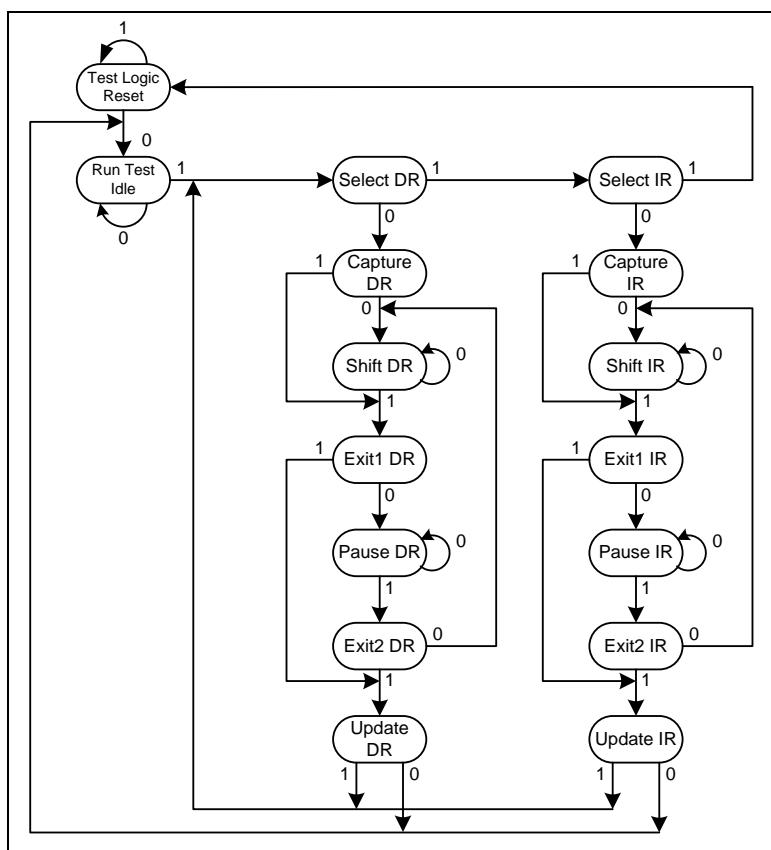 1
Test Logic
Reset
0
Run Test
Idle
1
0
Select DR
1
Select IR
1
0
0
Capture
DR
1
0
Capture
IR
1
0
Shift DR
0
1
Shift IR
0
1
Exit1 DR
1
0
Exit1 IR
1
0
Pause DR
0
1
Pause IR
0
1
Exit2 DR
0
1
Exit2 IR
0
1
Update
DR
1
0
Update IR
1
0